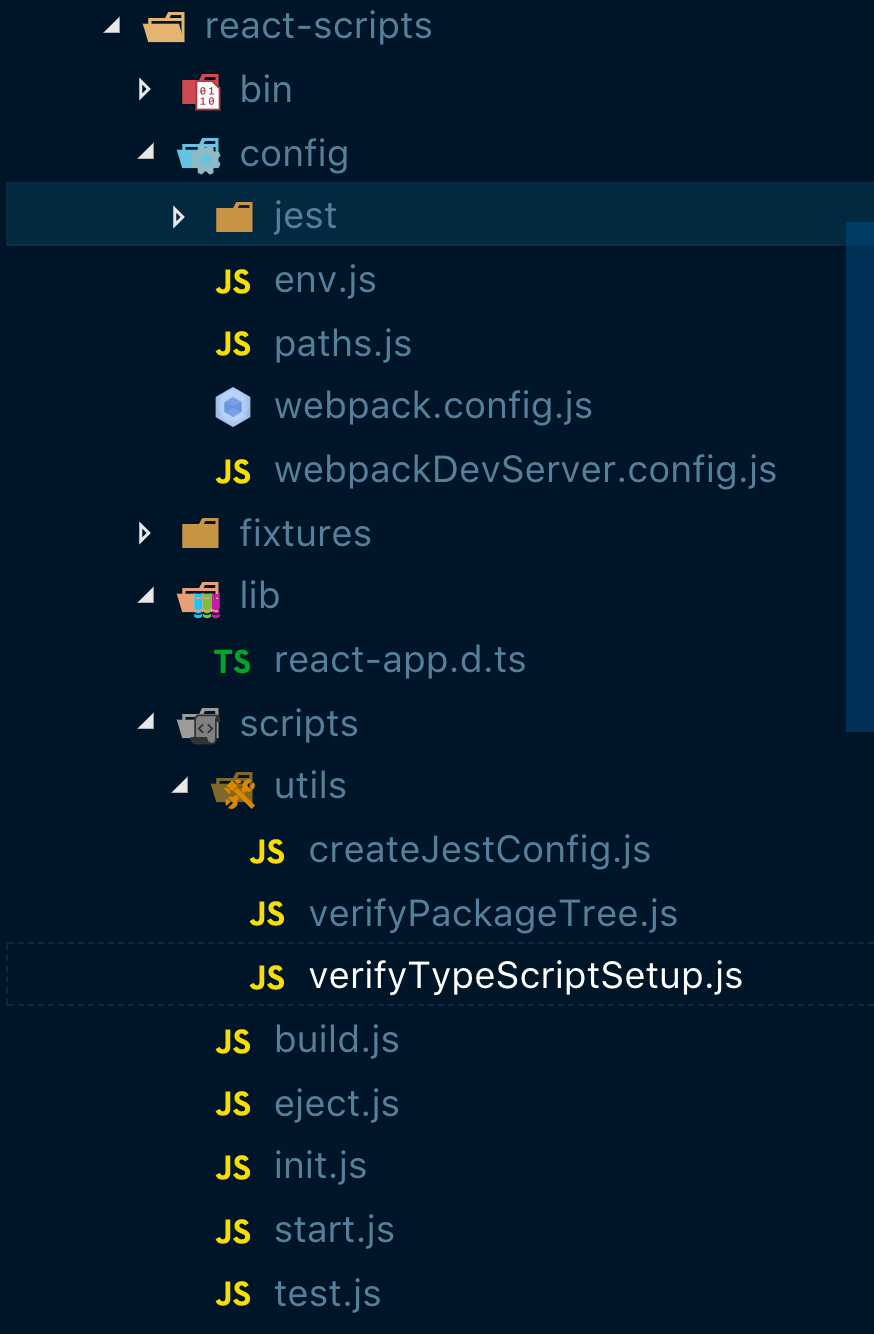 react-scripts
01 10 bin
config
jest
JS env.js
JS paths.js
webpack.config.js
JS webpackDevServer.config.js
fixtures
lib
TS react-app.d.ts
<> scripts
utils
JS createJestConfig.js
JS verifyPackageTree.js
JS verifyTypeScriptSetup.js
JS build.js
JS eject.js
JS init.js
JS start.js
JS test.js